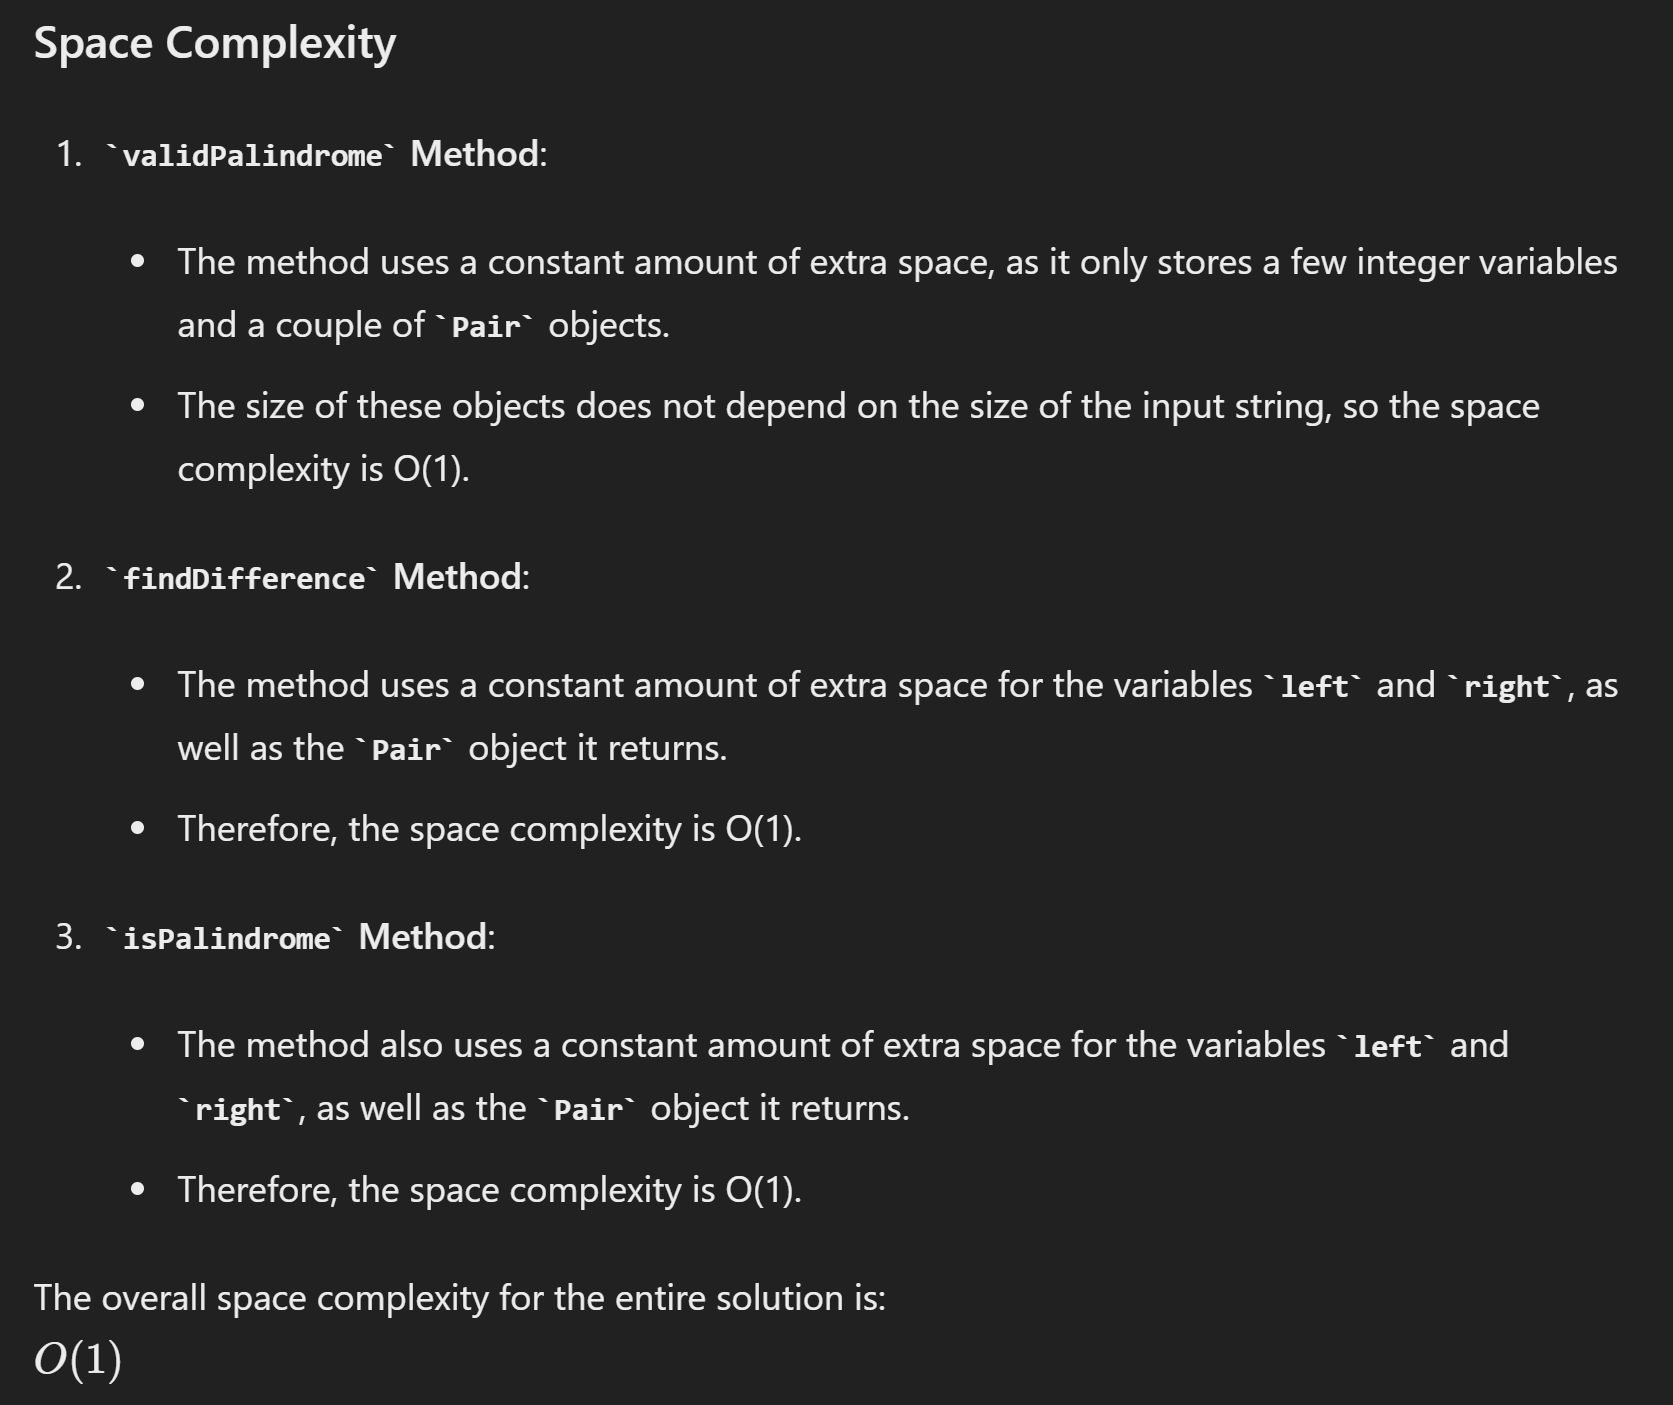 Space Complexity
1. `validPalindrome` Method:
• The method uses a constant amount of extra space, as it only stores a few integer variables
and a couple of `Pair` objects.
• The size of these objects does not depend on the size of the input string, so the space
complexity is O(1).
2. `findDifference` Method:
• The method uses a constant amount of extra space for the variables `left` and `right`, as
well as the `Pair` object it returns.
• Therefore, the space complexity is O(1).
3. `isPalindrome` Method:
• The method also uses a constant amount of extra space for the variables `left` and
`right`, as well as the `Pair` object it returns.
• Therefore, the space complexity is O(1).
The overall space complexity for the entire solution is:
O(1)